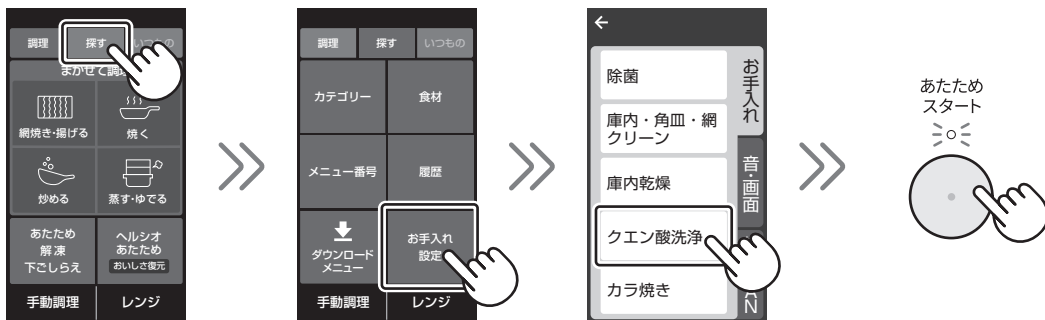 調理
探す
いつもの
まかせて調
網焼き・揚げる
焼く
炒める
蒸す・ゆでる
あたため
解凍
下ごしらえ
ヘルシオ
あたため
おいしさ復元
手動調理
レンジ
調理
探す
いつもの
カテゴリー
食材
メニュー番号
履歴
ダウンロード
メニュー
お手入れ
設定
手動調理
レンジ
除菌
庫内・角皿・網
クリーン
庫内乾燥
クエン酸洗浄
カラ焼き
お手入れ
音・画面
AN
あたため
スタート